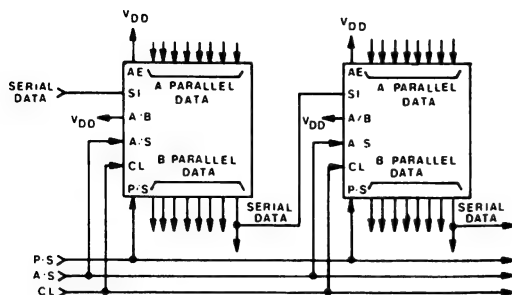 VDD
VDD
AE
A PARALLEL
DATA
SERIAL
DATA
SI
VDD
A/B
A/S
CL
P/S
B PARALLEL
DATA
SERIAL
DATA
AE
A PARALLEL
DATA
SI
VDD
A/B
A/S
CL
P/S
B PARALLEL
DATA
SERIAL
DATA
P/S
A/S
CL